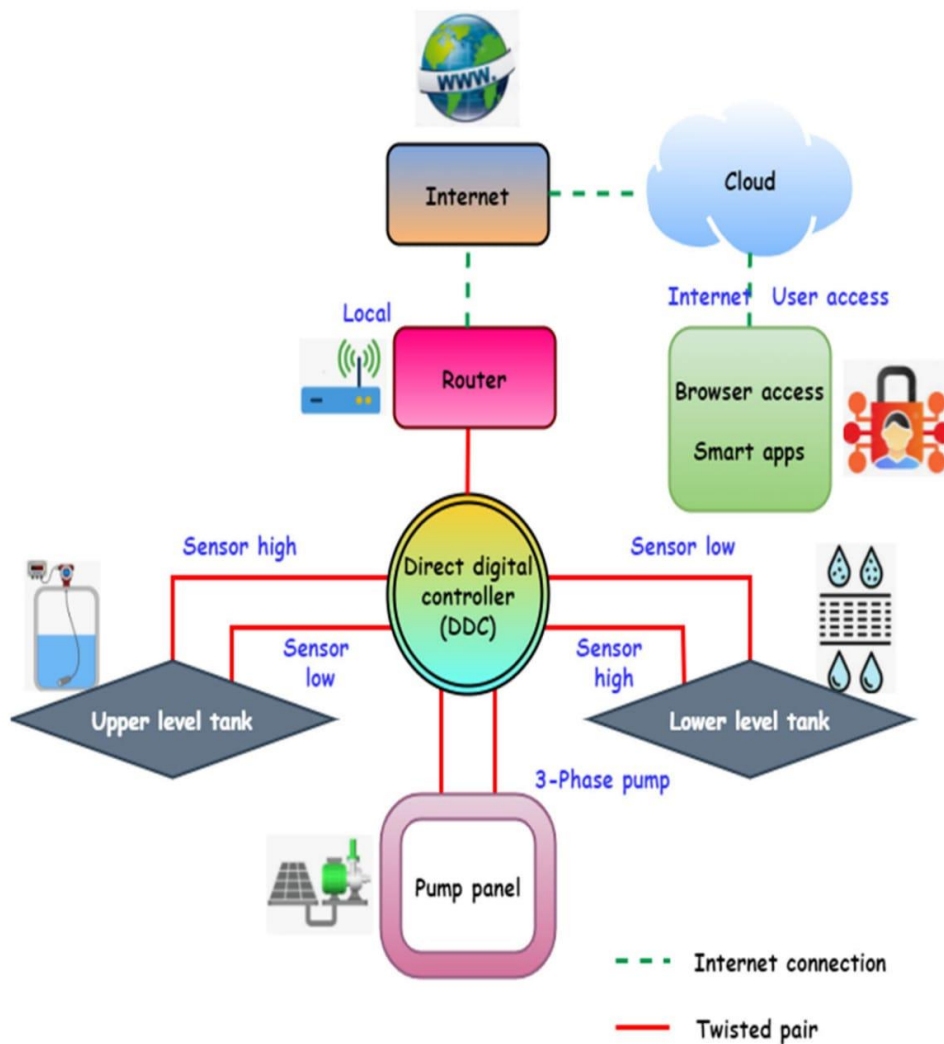 WWW.
Internet
Cloud
Internet User access
Local
Router
Browser access
Smart apps
Sensor high
Sensor low
Direct digital
controller
(DDC)
Sensor
low
Sensor
high
Upper level tank
Lower level tank
3-Phase pump
Pump panel
Internet connection
Twisted pair